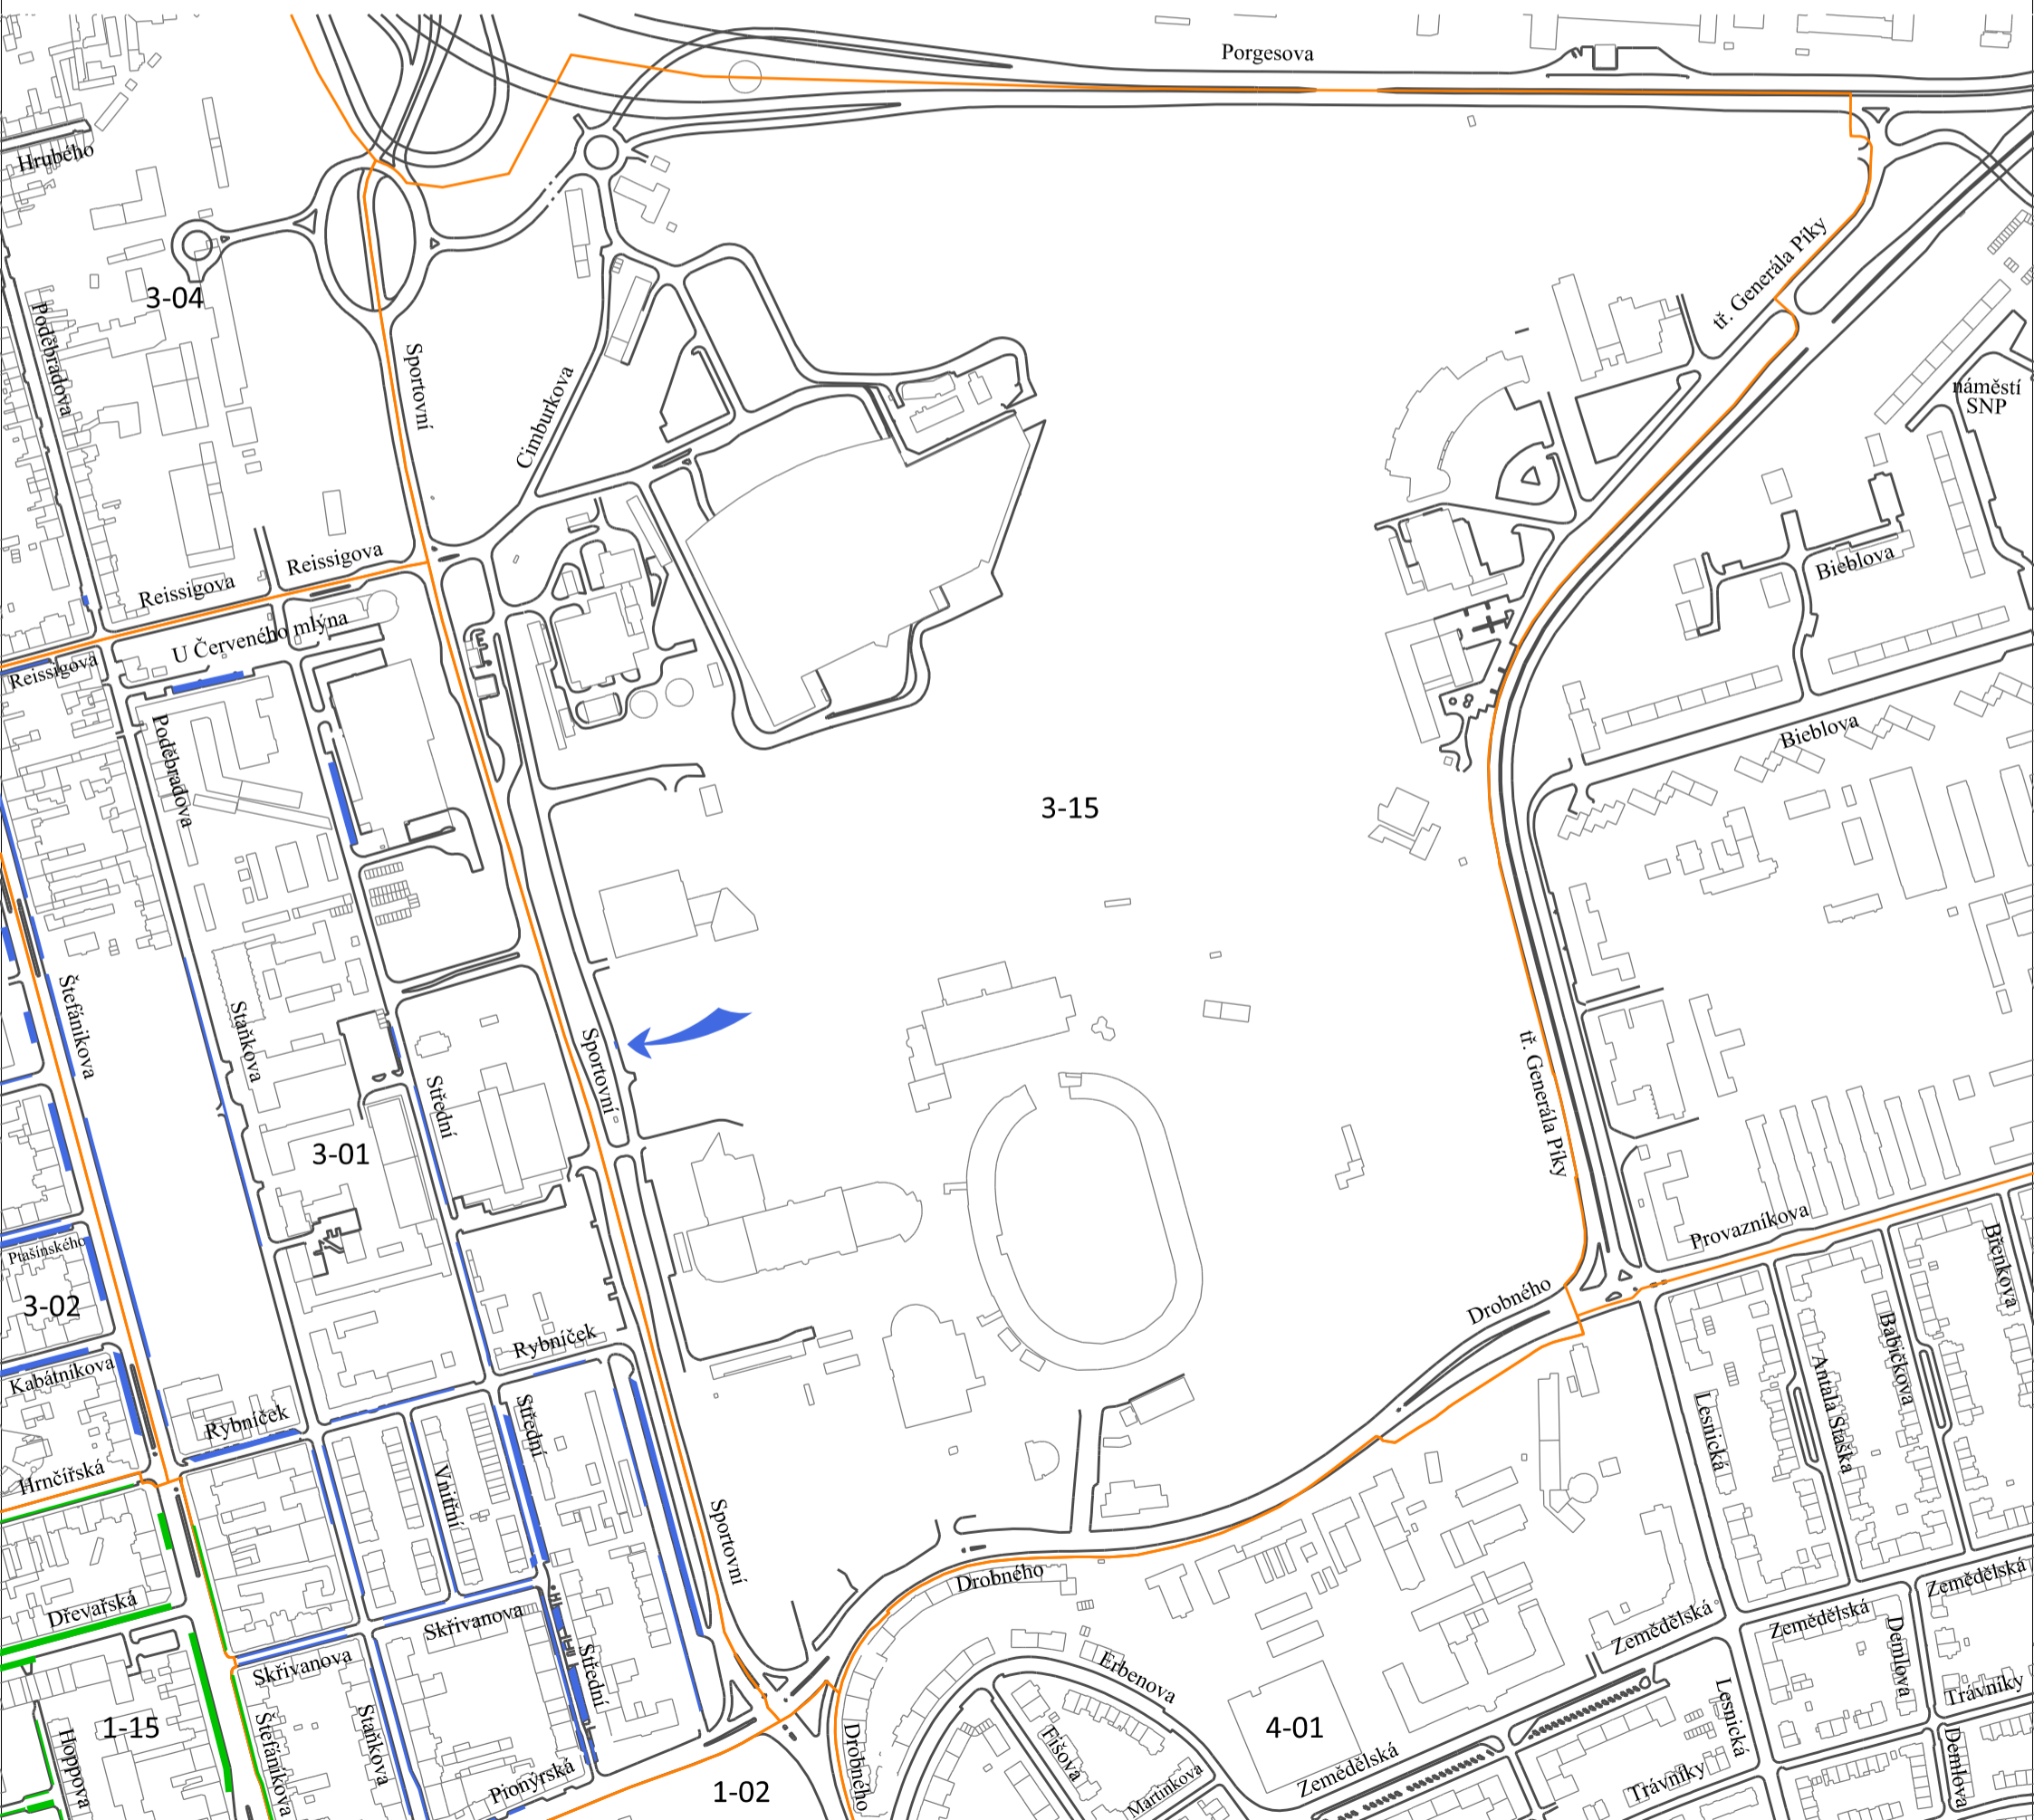 Porgesova
Hrubého
tř. Generála Píky
3-04
Poděbradova
Sportovní
Cimburkova
náměstí
SNP
Reissigova
Reissigova
Bieblova
U Červeného mlýna
Reissigova
Poděbradova
Bieblova
3-15
Štefánikova
Staňkova
Sportovní
Střední
tř. Generála Píky
3-01
Provazníkova
Ptašínského
Břenkova
3-02
Drobného
Rybníček
Kabátníkova
Babičkova
Antala Staška
Lesnická
Střední
Rybníček
Hrnčířská
Vnitřní
Sportovní
Drobného
Zemědělská
Dřevařská
Skřivanova
Zemědělská
Zemědělská
Demlova
Skřivanova
Střední
Erbenova
Trávníky
1-15
Hoppova
Štefánikova
Staňkova
Lesnická
4-01
Fišova
Drobného
Demlova
Zemědělská
Pionýrská
Martinkova
Trávníky
1-02